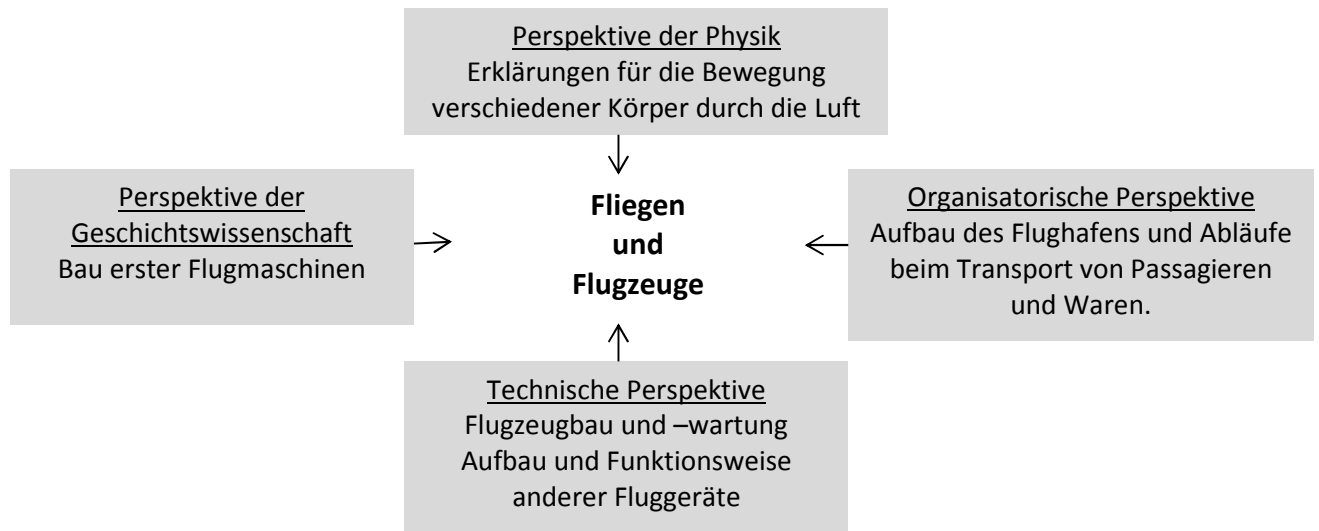 Perspektive der Physik
Erklärungen für die Bewegung
verschiedener Körper durch die Luft
Perspektive der
Geschichtswissenschaft
Bau erster Flugmaschinen
Fliegen
und
Flugzeuge
Organisatorische Perspektive
Aufbau des Flughafens und Abläufe
beim Transport von Passagieren
und Waren.
Technische Perspektive
Flugzeugbau und –wartung
Aufbau und Funktionsweise
anderer Fluggeräte